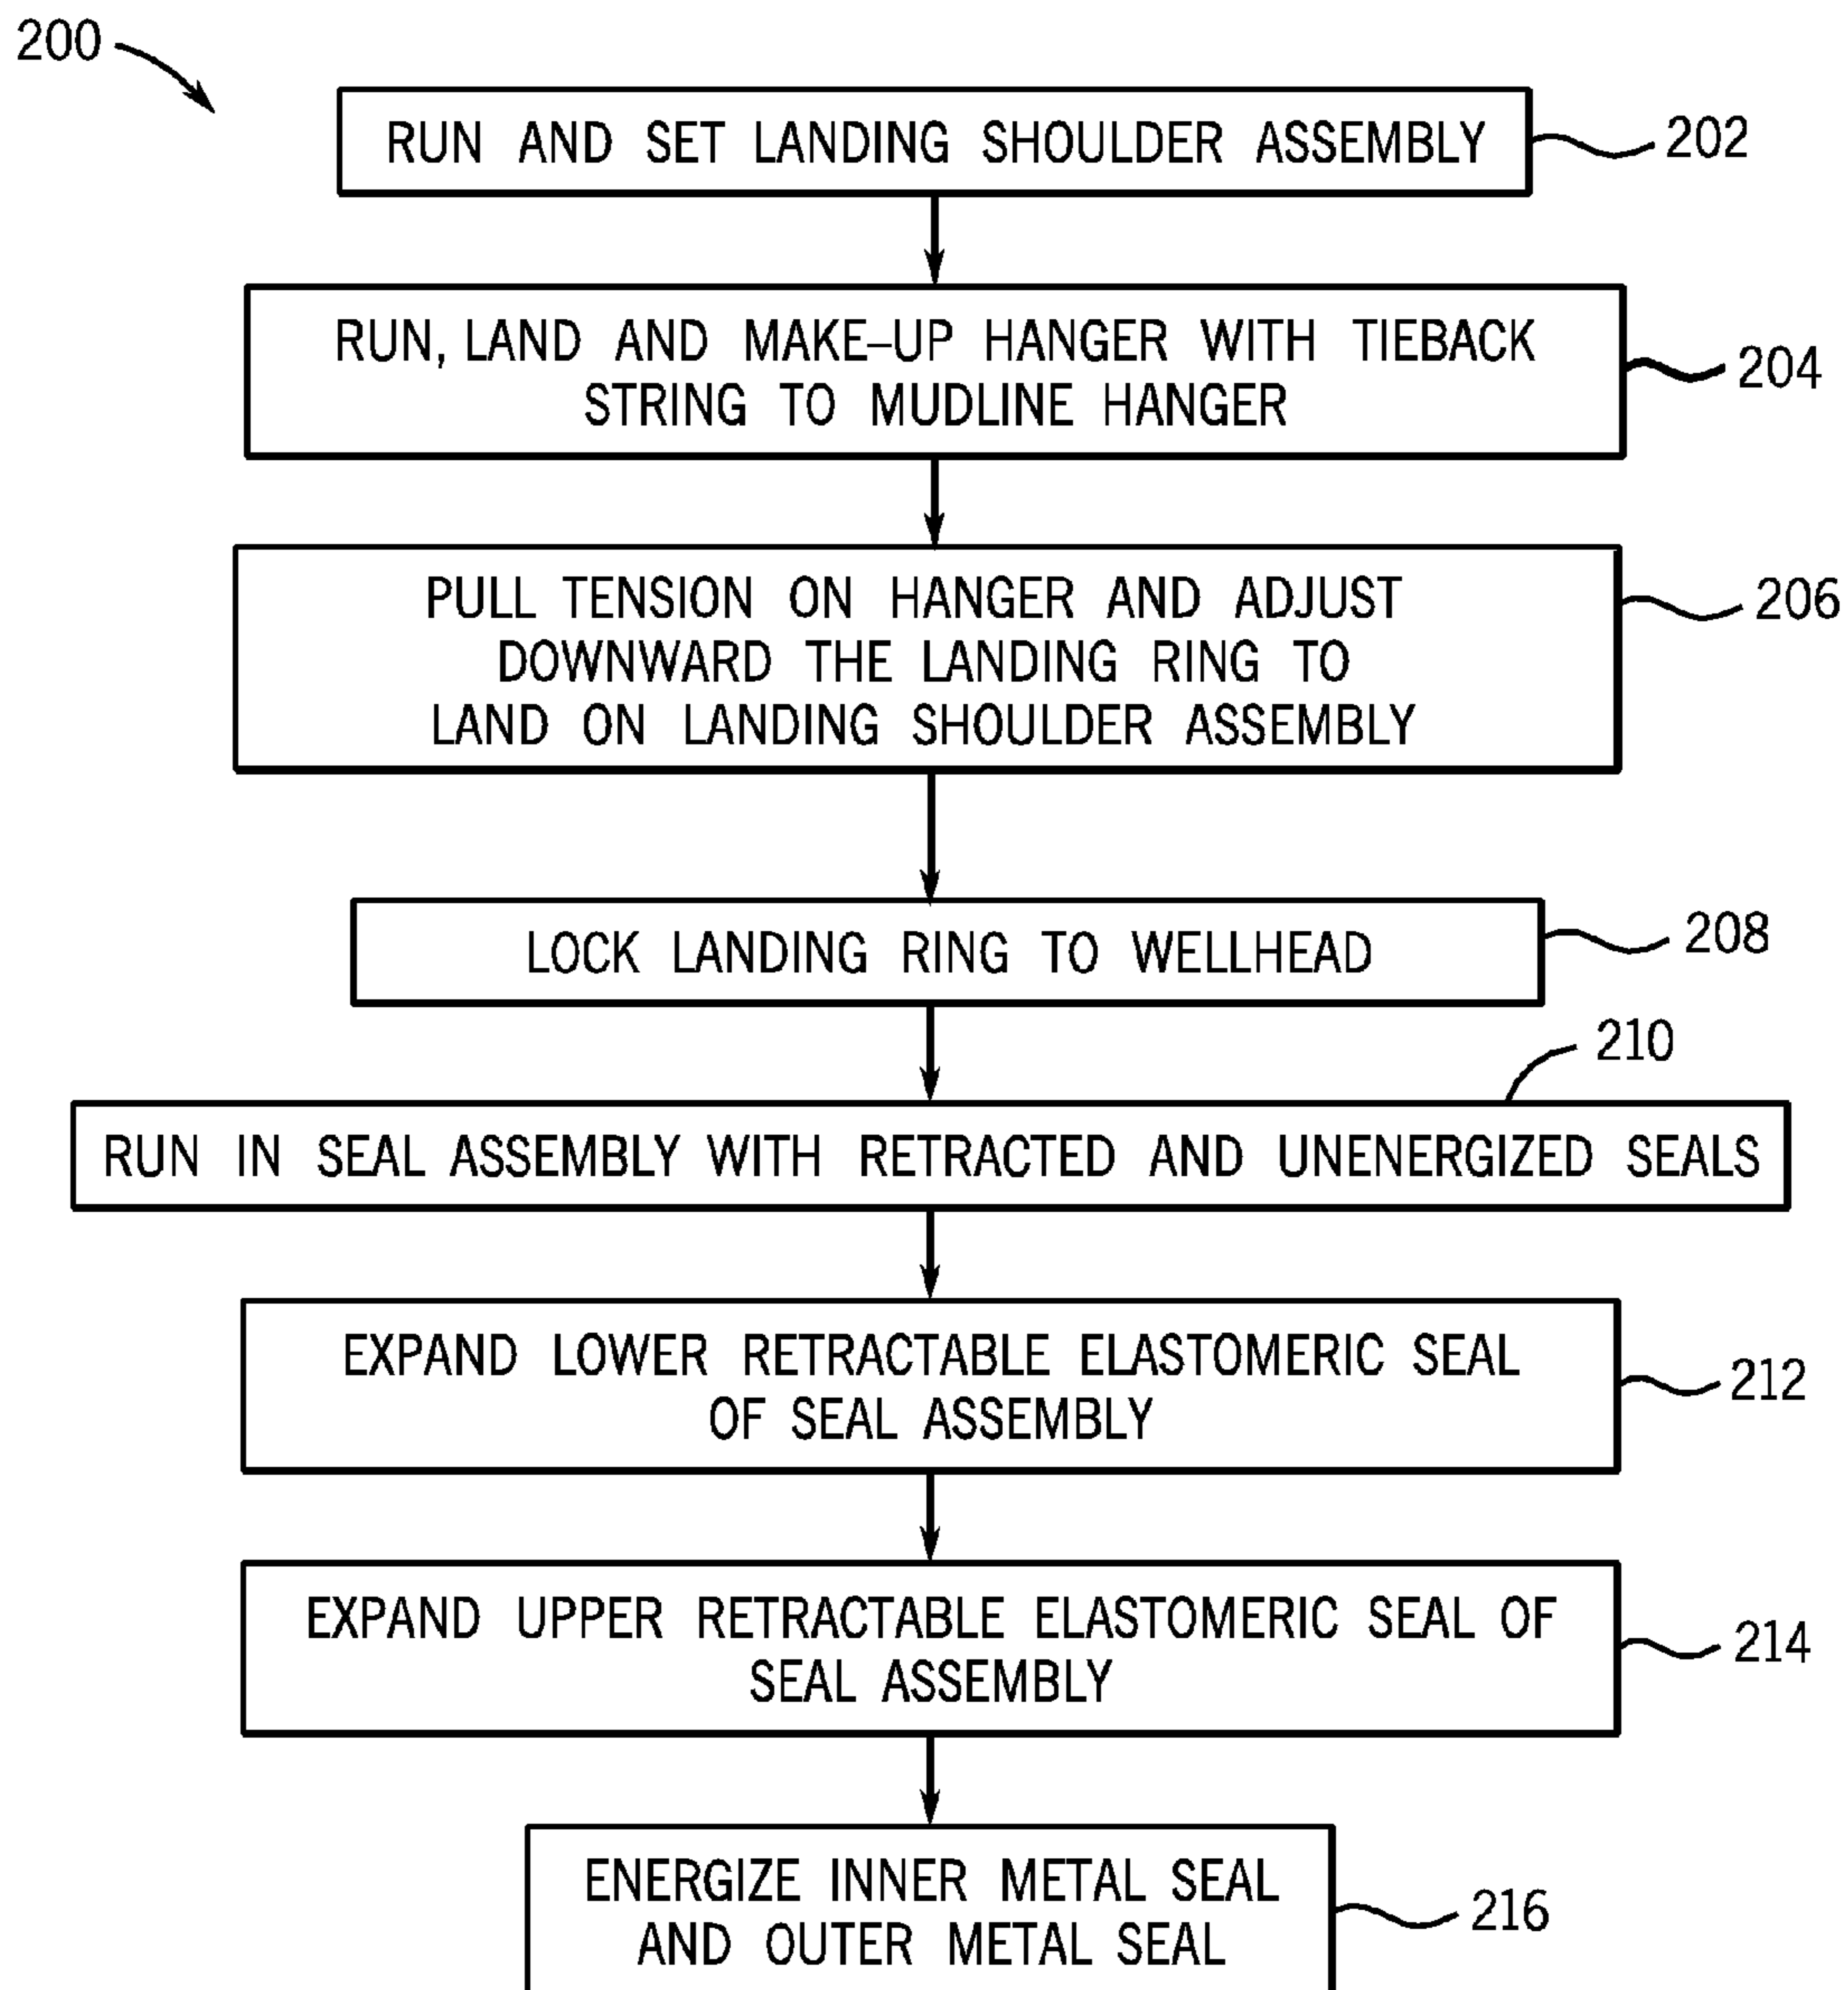 200
RUN AND SET LANDING SHOULDER ASSEMBLY
202
RUN, LAND AND MAKE-UP HANGER WITH TIEBACK
STRING TO MUDLINE HANGER
204
PULL TENSION ON HANGER AND ADJUST
DOWNWARD THE LANDING RING TO
LAND ON LANDING SHOULDER ASSEMBLY
206
LOCK LANDING RING TO WELLHEAD
208
210
RUN IN SEAL ASSEMBLY WITH RETRACTED AND UNENERGIZED SEALS
EXPAND LOWER RETRACTABLE ELASTOMERIC SEAL
OF SEAL ASSEMBLY
212
EXPAND UPPER RETRACTABLE ELASTOMERIC SEAL OF
SEAL ASSEMBLY
214
ENERGIZE INNER METAL SEAL
AND OUTER METAL SEAL
216